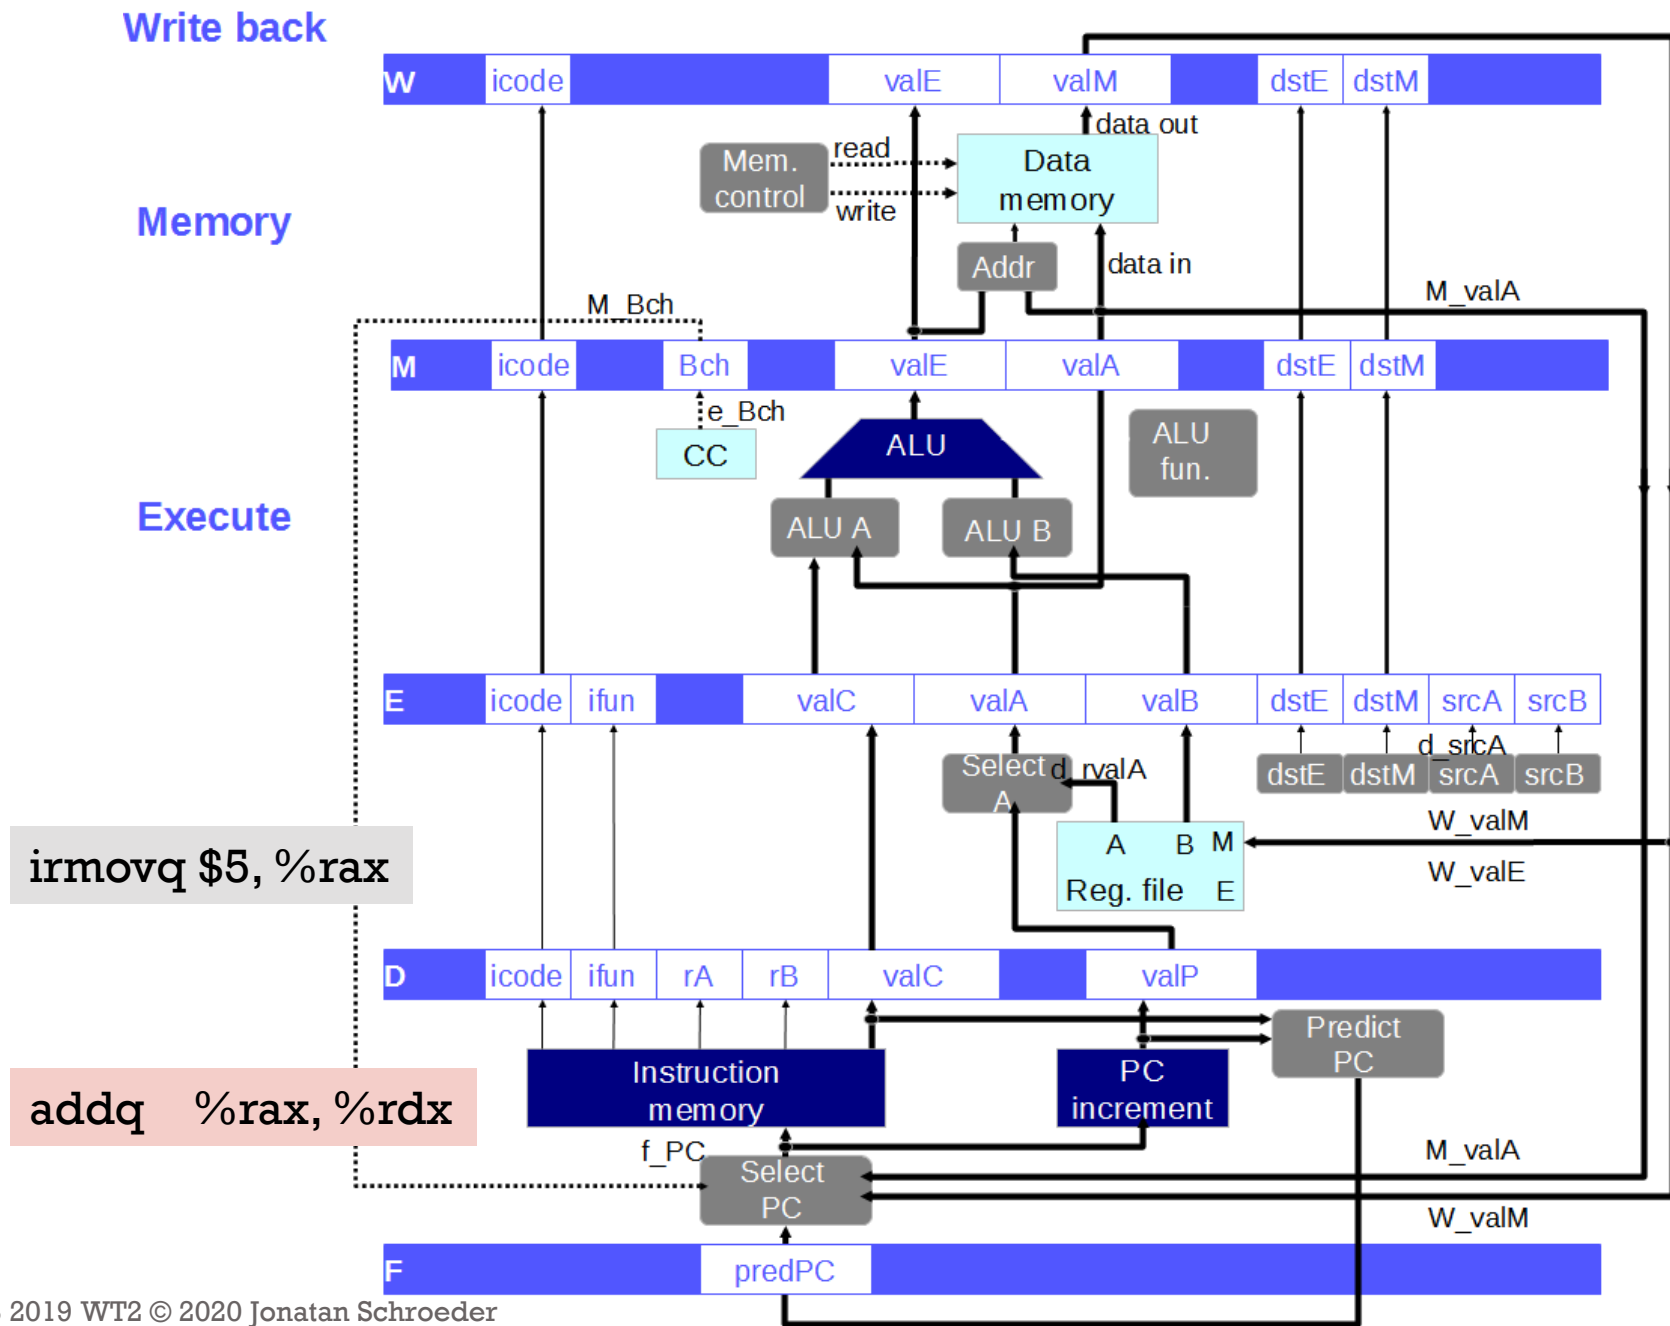 Write back
W icode valE valM dstE dstM
data out
read
Mem. control
write
Data memory
Memory
Addr
data in
M_Bch
M_valA
M icode Bch valE valA dstE dstM
e_Bch
CC
ALU
ALU fun.
Execute
ALU A
ALU B
E icode ifun valC valA valB dstE dstM srcA srcB
d_srcA
Select A
d_rvalA
dstE dstM srcA srcB
W_valM
A B M
irmovq $5, %rax
Reg. file E
W_valE
D icode ifun rA rB valC valP
Predict PC
Instruction memory
PC increment
addq %rax, %rdx
f_PC
M_valA
Select PC
W_valM
F predPC
2019 WT2 © 2020 Jonatan Schroeder